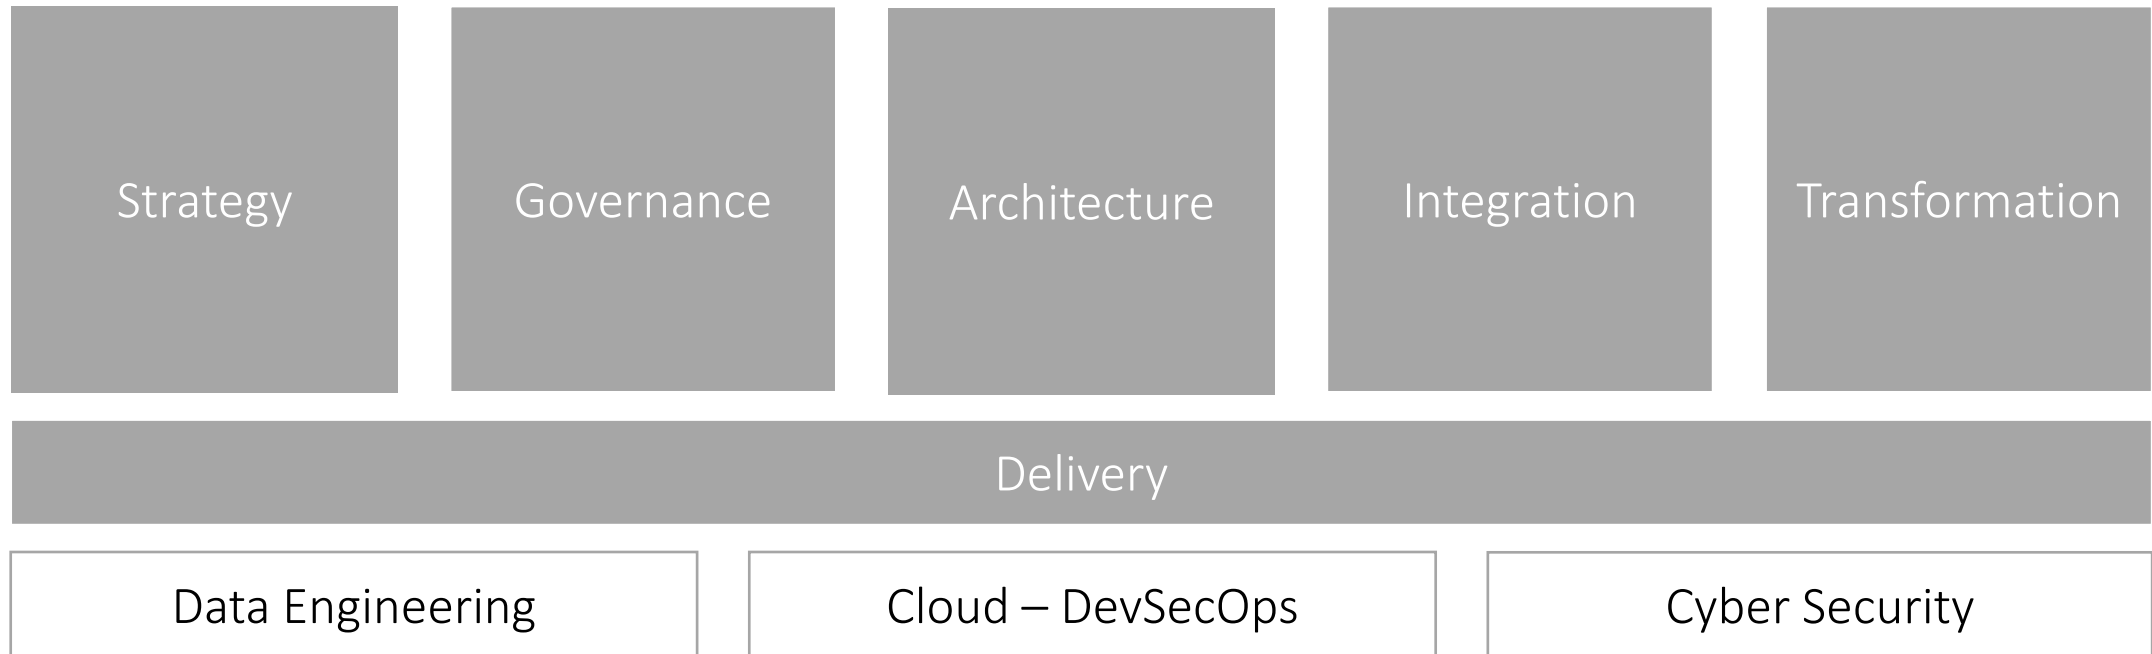 Strategy
Governance
Architecture
Integration
Transformation
Delivery
Data Engineering
Cloud – DevSecOps
Cyber Security